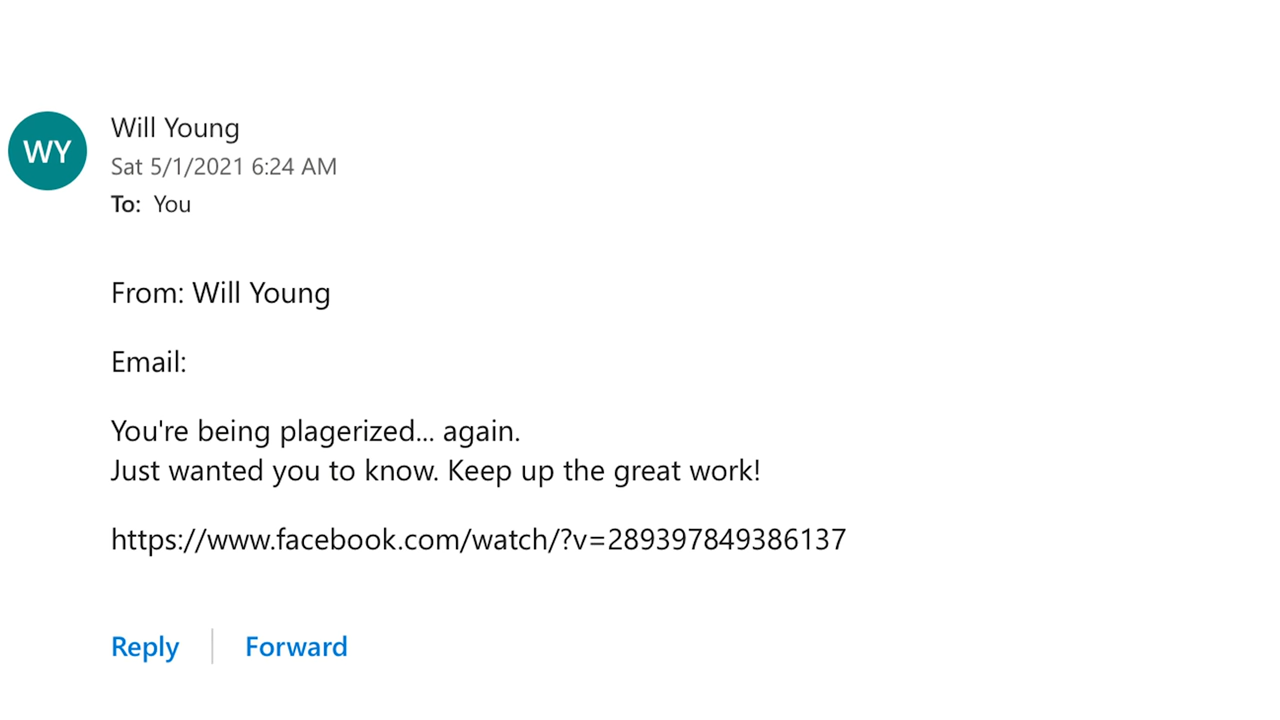 WY
Will Young
Sat 5/1/2021 6:24 AM
To: You
From: Will Young
Email:
You're being plagerized... again.
Just wanted you to know. Keep up the great work!
https://www.facebook.com/watch/?v=289397849386137
Reply | Forward